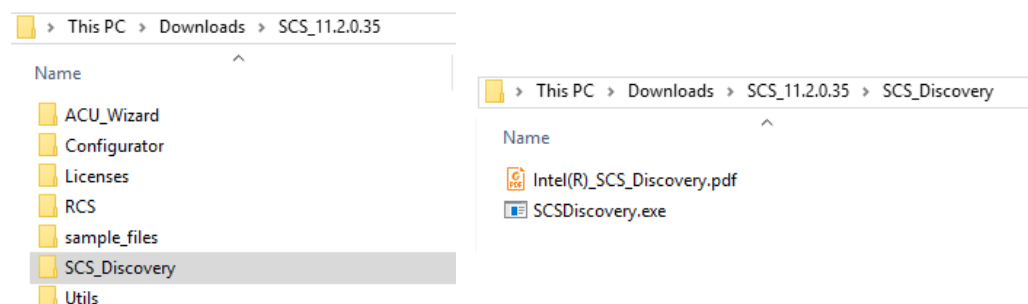 This PC > Downloads > SCS_11.2.0.35
Name
ACU_Wizard
Configurator
Licenses
RCS
sample_files
SCS_Discovery
Utils
This PC > Downloads > SCS_11.2.0.35 > SCS_Discovery
Name
Intel(R)_SCS_Discovery.pdf
SCSDiscovery.exe